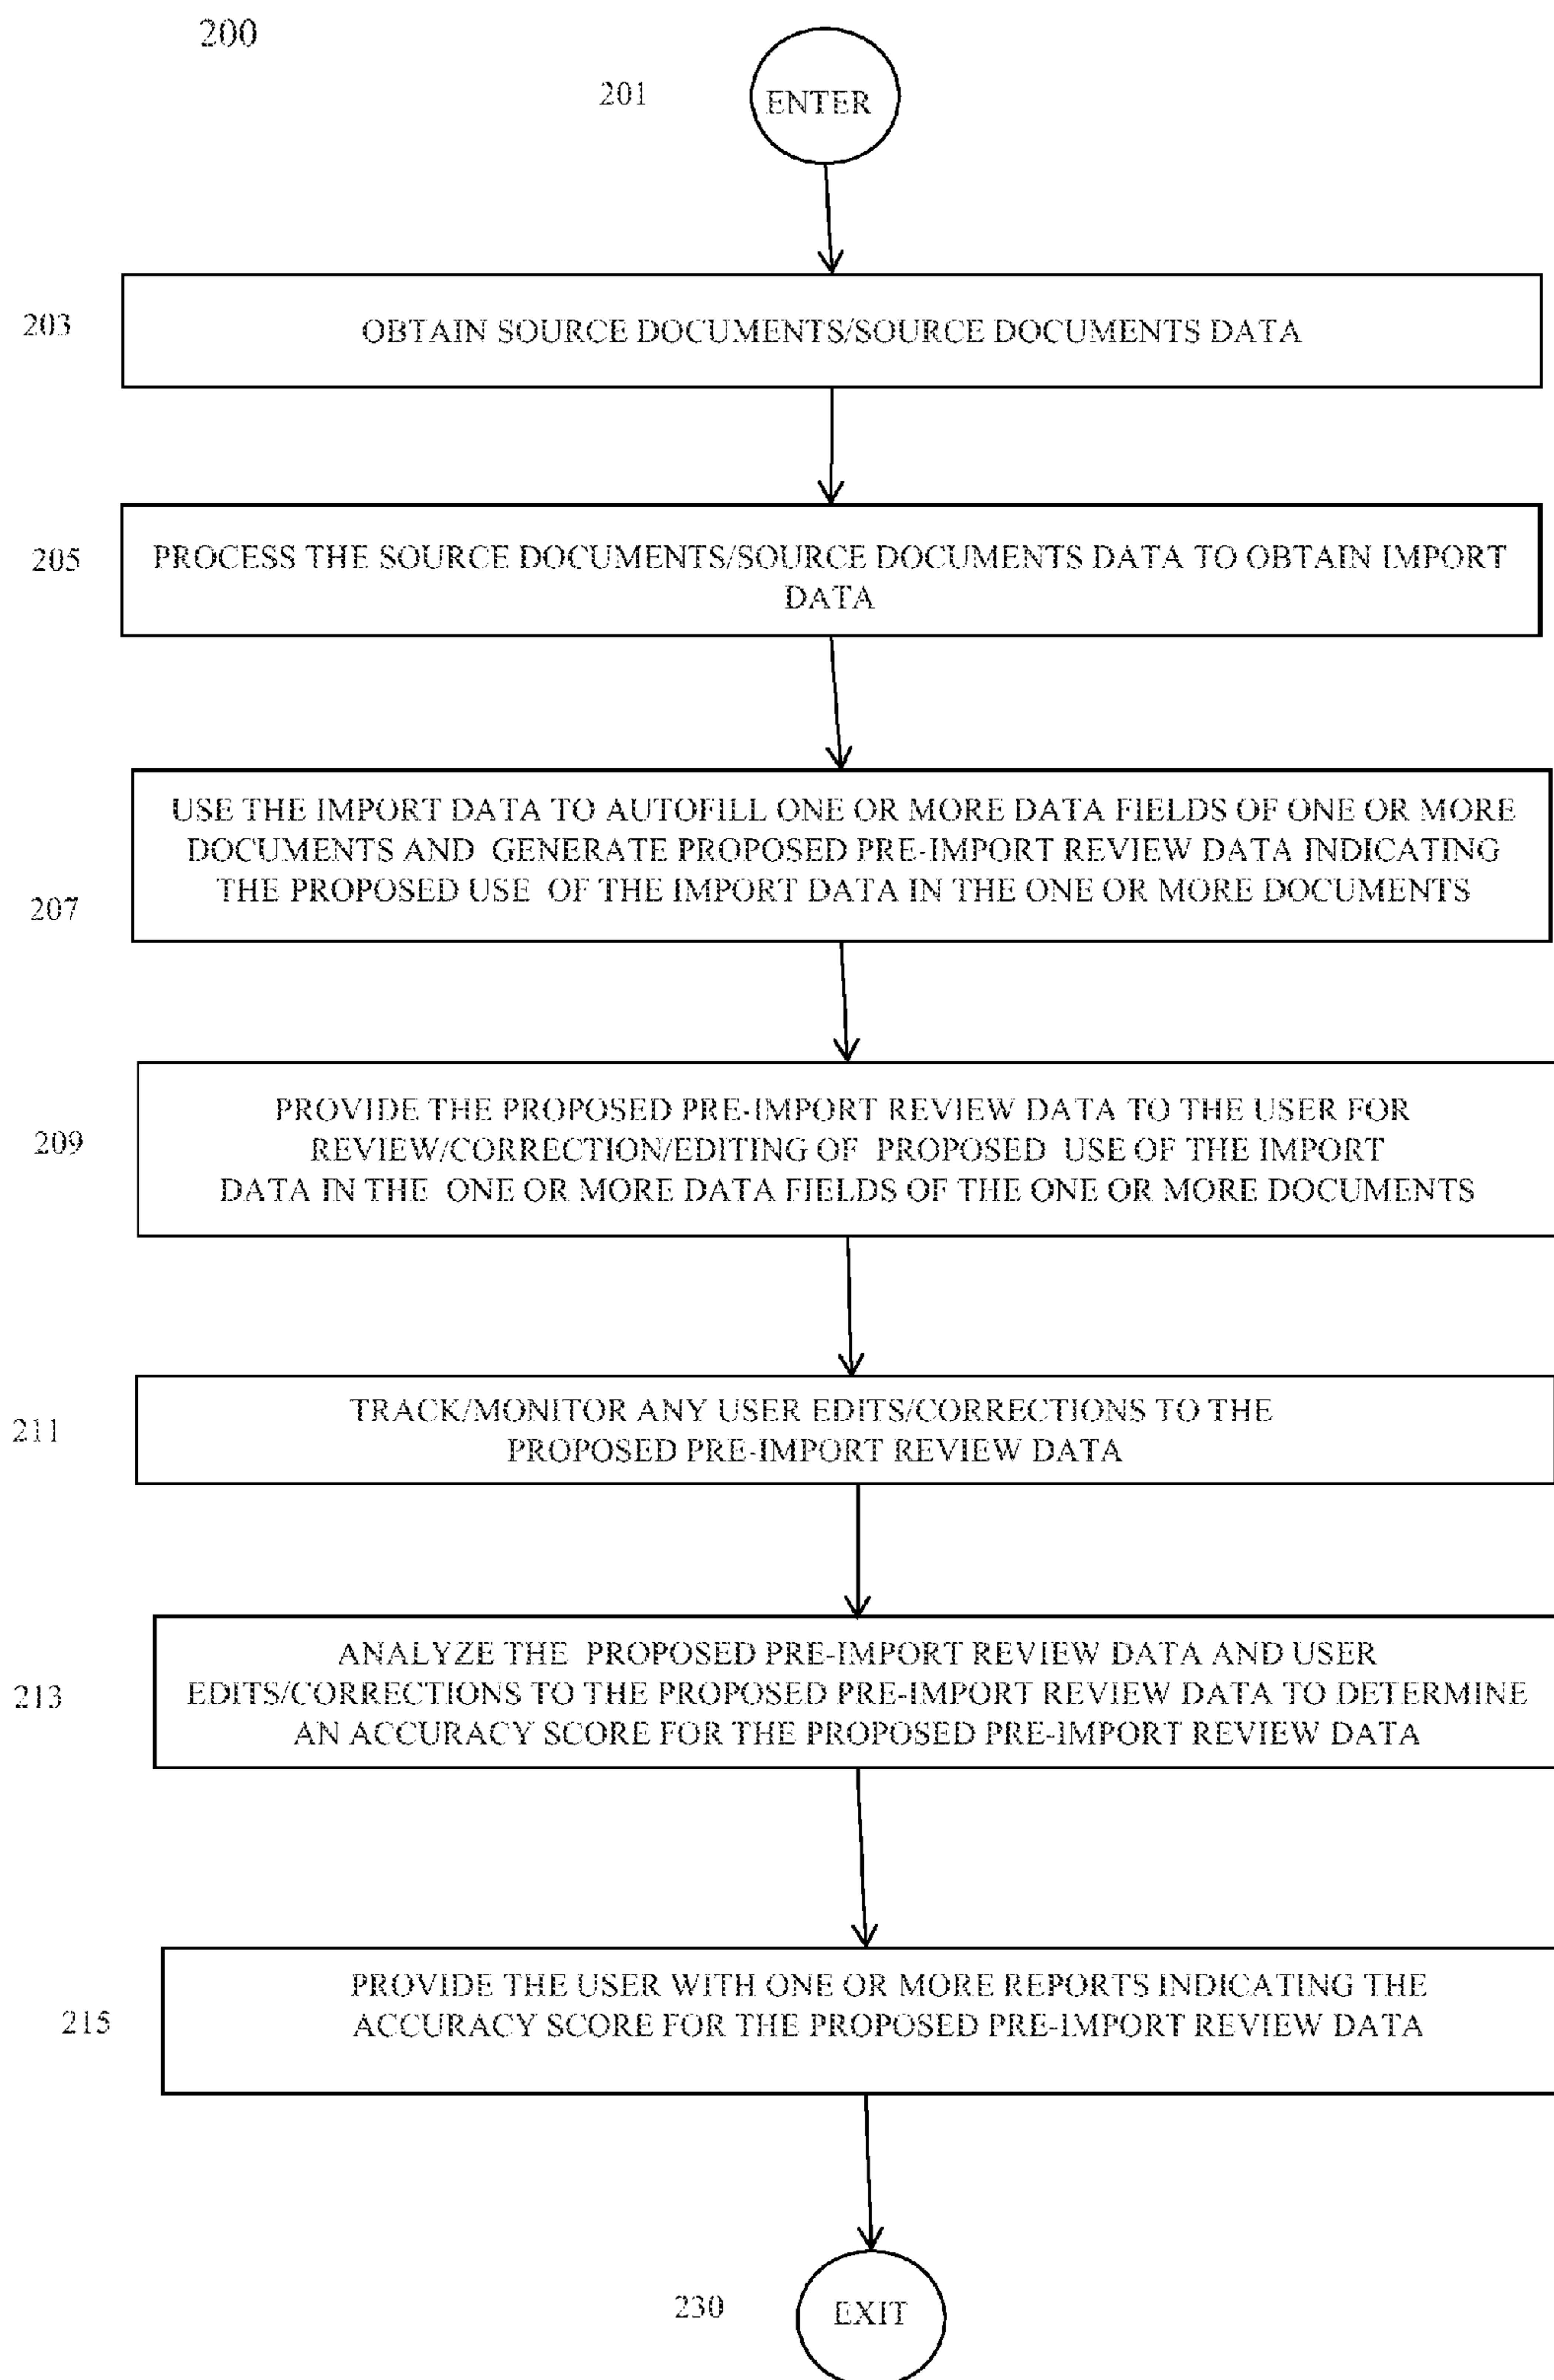 200
201
ENTER
203
OBTAIN SOURCE DOCUMENTS/SOURCE DOCUMENTS DATA
205
PROCESS THE SOURCE DOCUMENTS/SOURCE DOCUMENTS DATA TO OBTAIN IMPORT
DATA
207
USE THE IMPORT DATA TO AUTOFILL ONE OR MORE DATA FIELDS OF ONE OR MORE
DOCUMENTS AND GENERATE PROPOSED PRE-IMPORT REVIEW DATA INDICATING
THE PROPOSED USE OF THE IMPORT DATA IN THE ONE OR MORE DOCUMENTS
209
PROVIDE THE PROPOSED PRE-IMPORT REVIEW DATA TO THE USER FOR
REVIEW/CORRECTION/EDITING OF PROPOSED USE OF THE IMPORT
DATA IN THE ONE OR MORE DATA FIELDS OF THE ONE OR MORE DOCUMENTS
211
TRACK/MONITOR ANY USER EDITS/CORRECTIONS TO THE
PROPOSED PRE-IMPORT REVIEW DATA
213
ANALYZE THE PROPOSED PRE-IMPORT REVIEW DATA AND USER
EDITS/CORRECTIONS TO THE PROPOSED PRE-IMPORT REVIEW DATA TO DETERMINE
AN ACCURACY SCORE FOR THE PROPOSED PRE-IMPORT REVIEW DATA
215
PROVIDE THE USER WITH ONE OR MORE REPORTS INDICATING THE
ACCURACY SCORE FOR THE PROPOSED PRE-IMPORT REVIEW DATA
230
EXIT